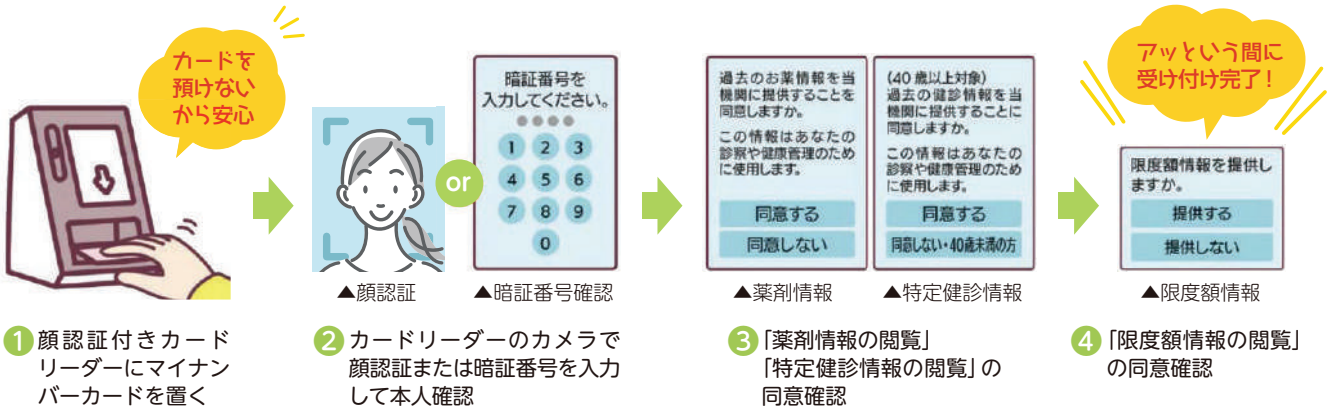 カードを
預けない
から安心
① 顔認証付きカード
リーダーにマイナン
バーカードを置く
▲顔認証
or
暗証番号を
入力してください。
1 2 3
4 5 6
7 8 9
0
▲暗証番号確認
② カードリーダーのカメラで
顔認証または暗証番号を入力
して本人確認
過去のお薬情報を当
機関に提供することを
同意しますか。
この情報はあなたの
診察や健康管理のため
に使用します。
同意する
同意しない
▲薬剤情報
(40 歳以上対象)
過去の健診情報を当
機関に提供することに
同意しますか。
この情報はあなたの
診察や健康管理のため
に使用します。
同意する
同意しない・40歳未満の方
▲特定健診情報
③ 「薬剤情報の閲覧」
「特定健診情報の閲覧」の
同意確認
アッという間に
受け付け完了!
限度額情報を提供し
ますか。
提供する
提供しない
▲限度額情報
④ 「限度額情報の閲覧」
の同意確認